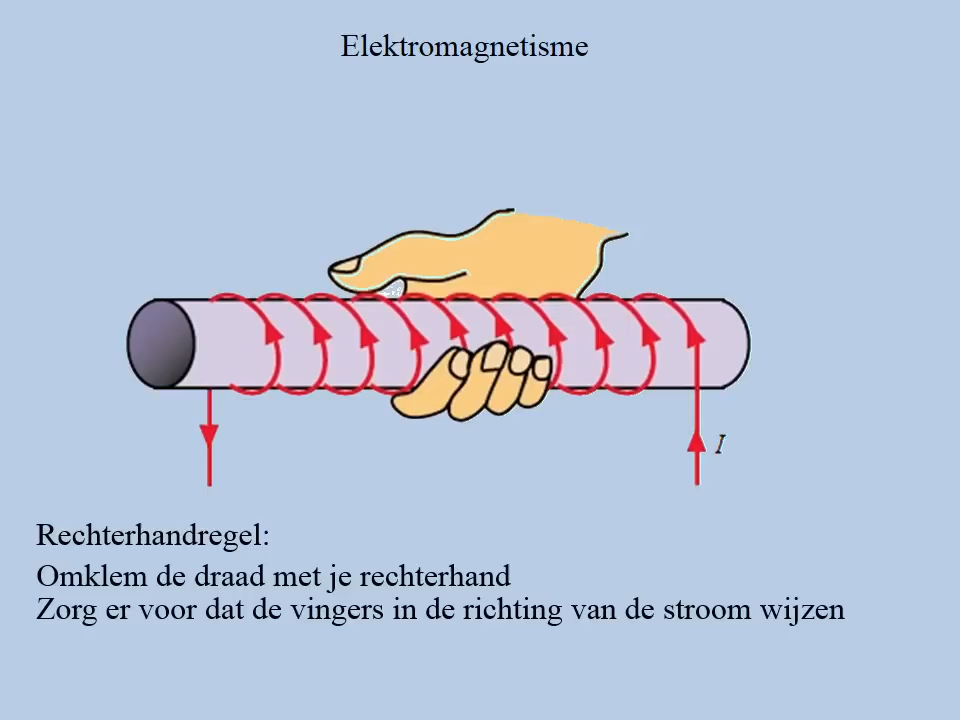 Elektromagnetisme
I
Rechterhandregel:
Omklem de draad met je rechterhand
Zorg er voor dat de vingers in de richting van de stroom wijzen